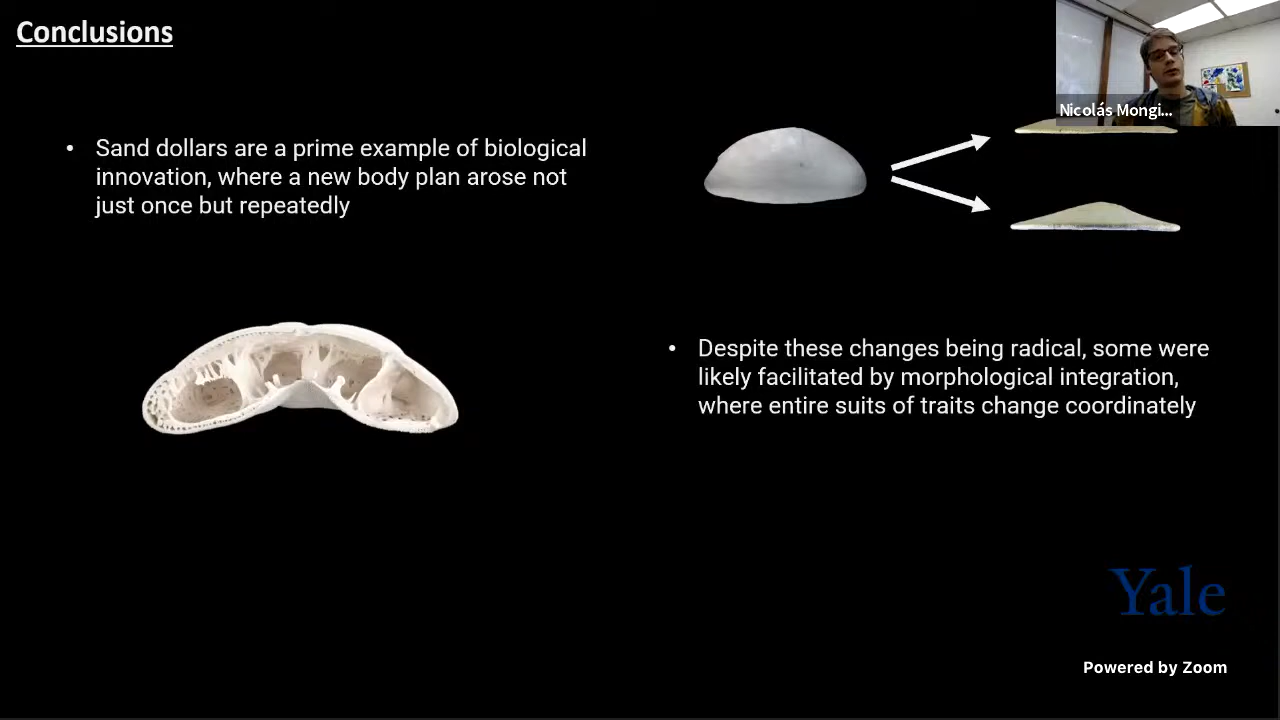 Conclusions
Nicolás Mongi...
• Sand dollars are a prime example of biological
innovation, where a new body plan arose not
just once but repeatedly
• Despite these changes being radical, some were
likely facilitated by morphological integration,
where entire suits of traits change coordinately
Yale
Powered by Zoom